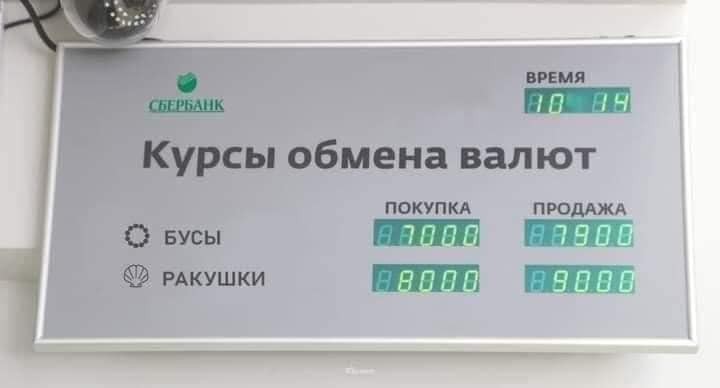 СБЕРБАНК
ВРЕМЯ
10 14
Курсы обмена валют
ПОКУПКА ПРОДАЖА
БУСЫ 7000 7900
РАКУШКИ 8000 9000